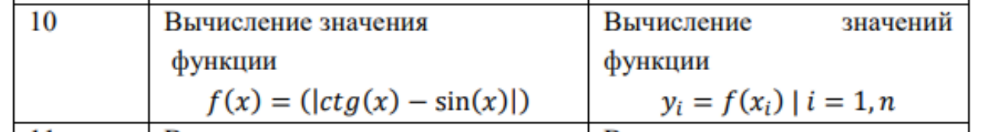 10
Вычисление значения
функции
f(x) = (|ctg(x) − sin(x)|)
Вычисление значений
функции
yᵢ = f(xᵢ) | i = 1, n